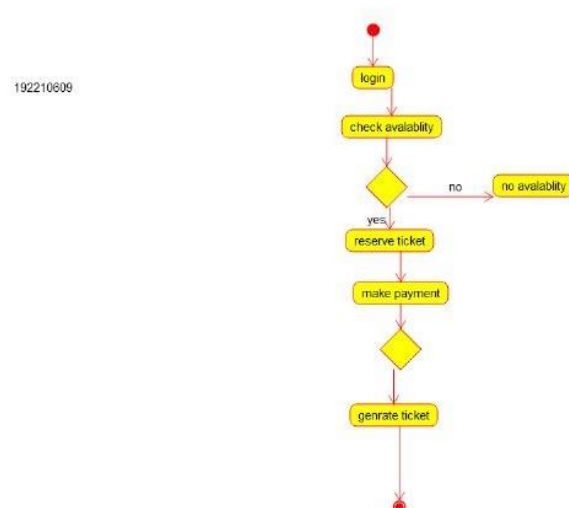 login
192210609
check avalablity
no
no avalablity
yes
reserve ticket
make payment
genrate ticket